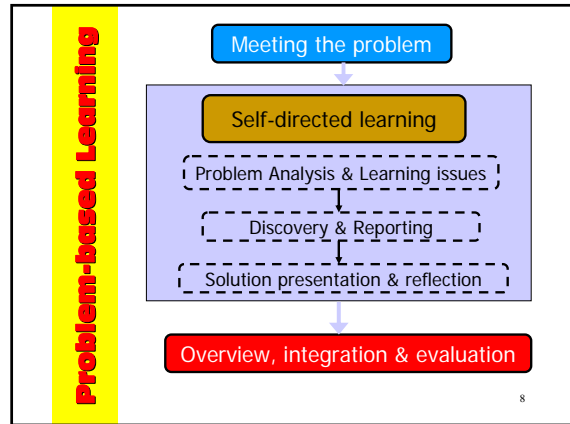 Problem-based Learning
Meeting the problem
Self-directed learning
Problem Analysis & Learning issues
Discovery & Reporting
Solution presentation & reflection
Overview, integration & evaluation
8